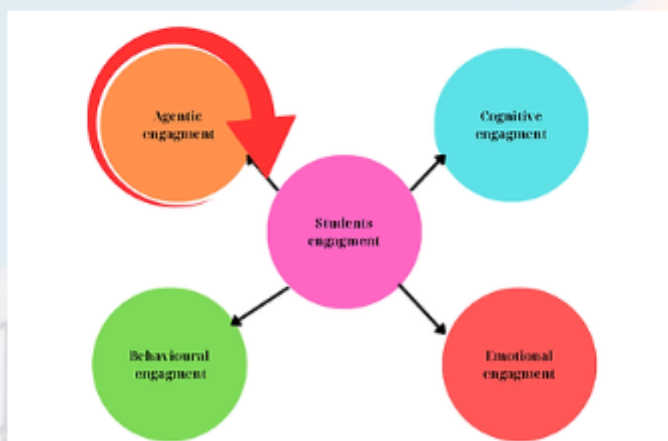 Agentic
engagment
Cognitive
engagment
Students
engagment
Behavioural
engagment
Emotional
engagment